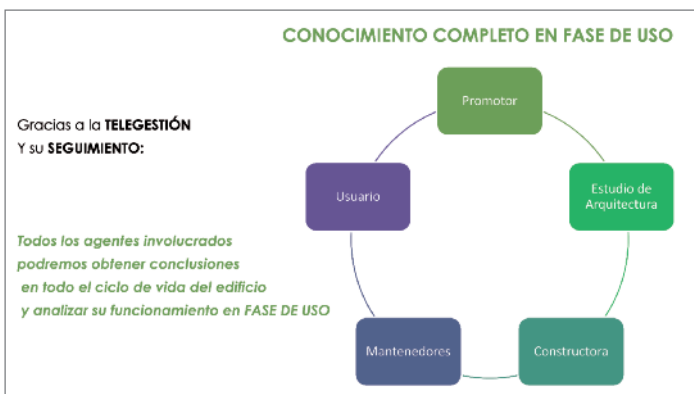 CONOCIMIENTO COMPLETO EN FASE DE USO
Gracias a la TELEGESTIÓN
Y su SEGUIMIENTO:
Todos los agentes involucrados
podremos obtener conclusiones
en todo el ciclo de vida del edificio
y analizar su funcionamiento en FASE DE USO
Promotor
Estudio de
Arquitectura
Constructora
Mantenedores
Usuario